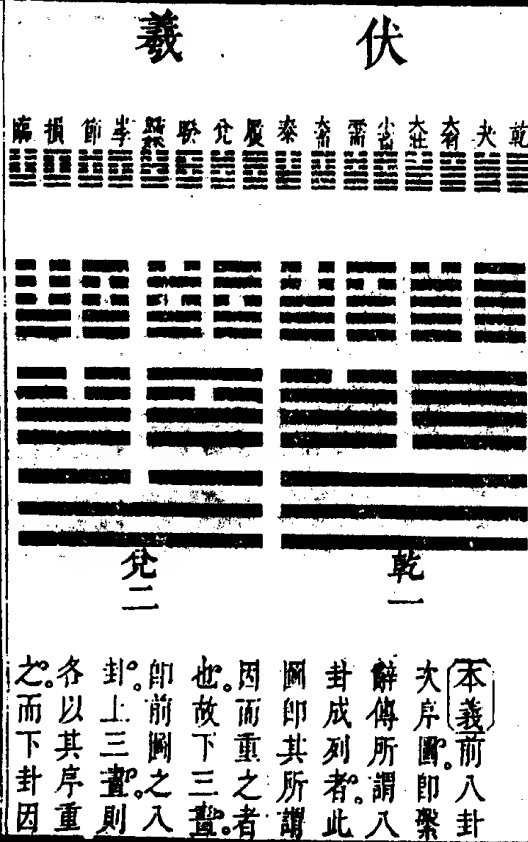 伏羲
乾 夬 大有 大壯 小畜 需 大畜 泰 履 兌 睽 歸妹 中孚 節 損 臨
乾一
兌二
本義前八卦
次序圖。即繫
辭傳所謂八
卦成列者。此
圖即其所謂
因而重之者
也。故下三畫。
即前圖之八
卦。上三畫。則
各以其序重
之。而下卦因